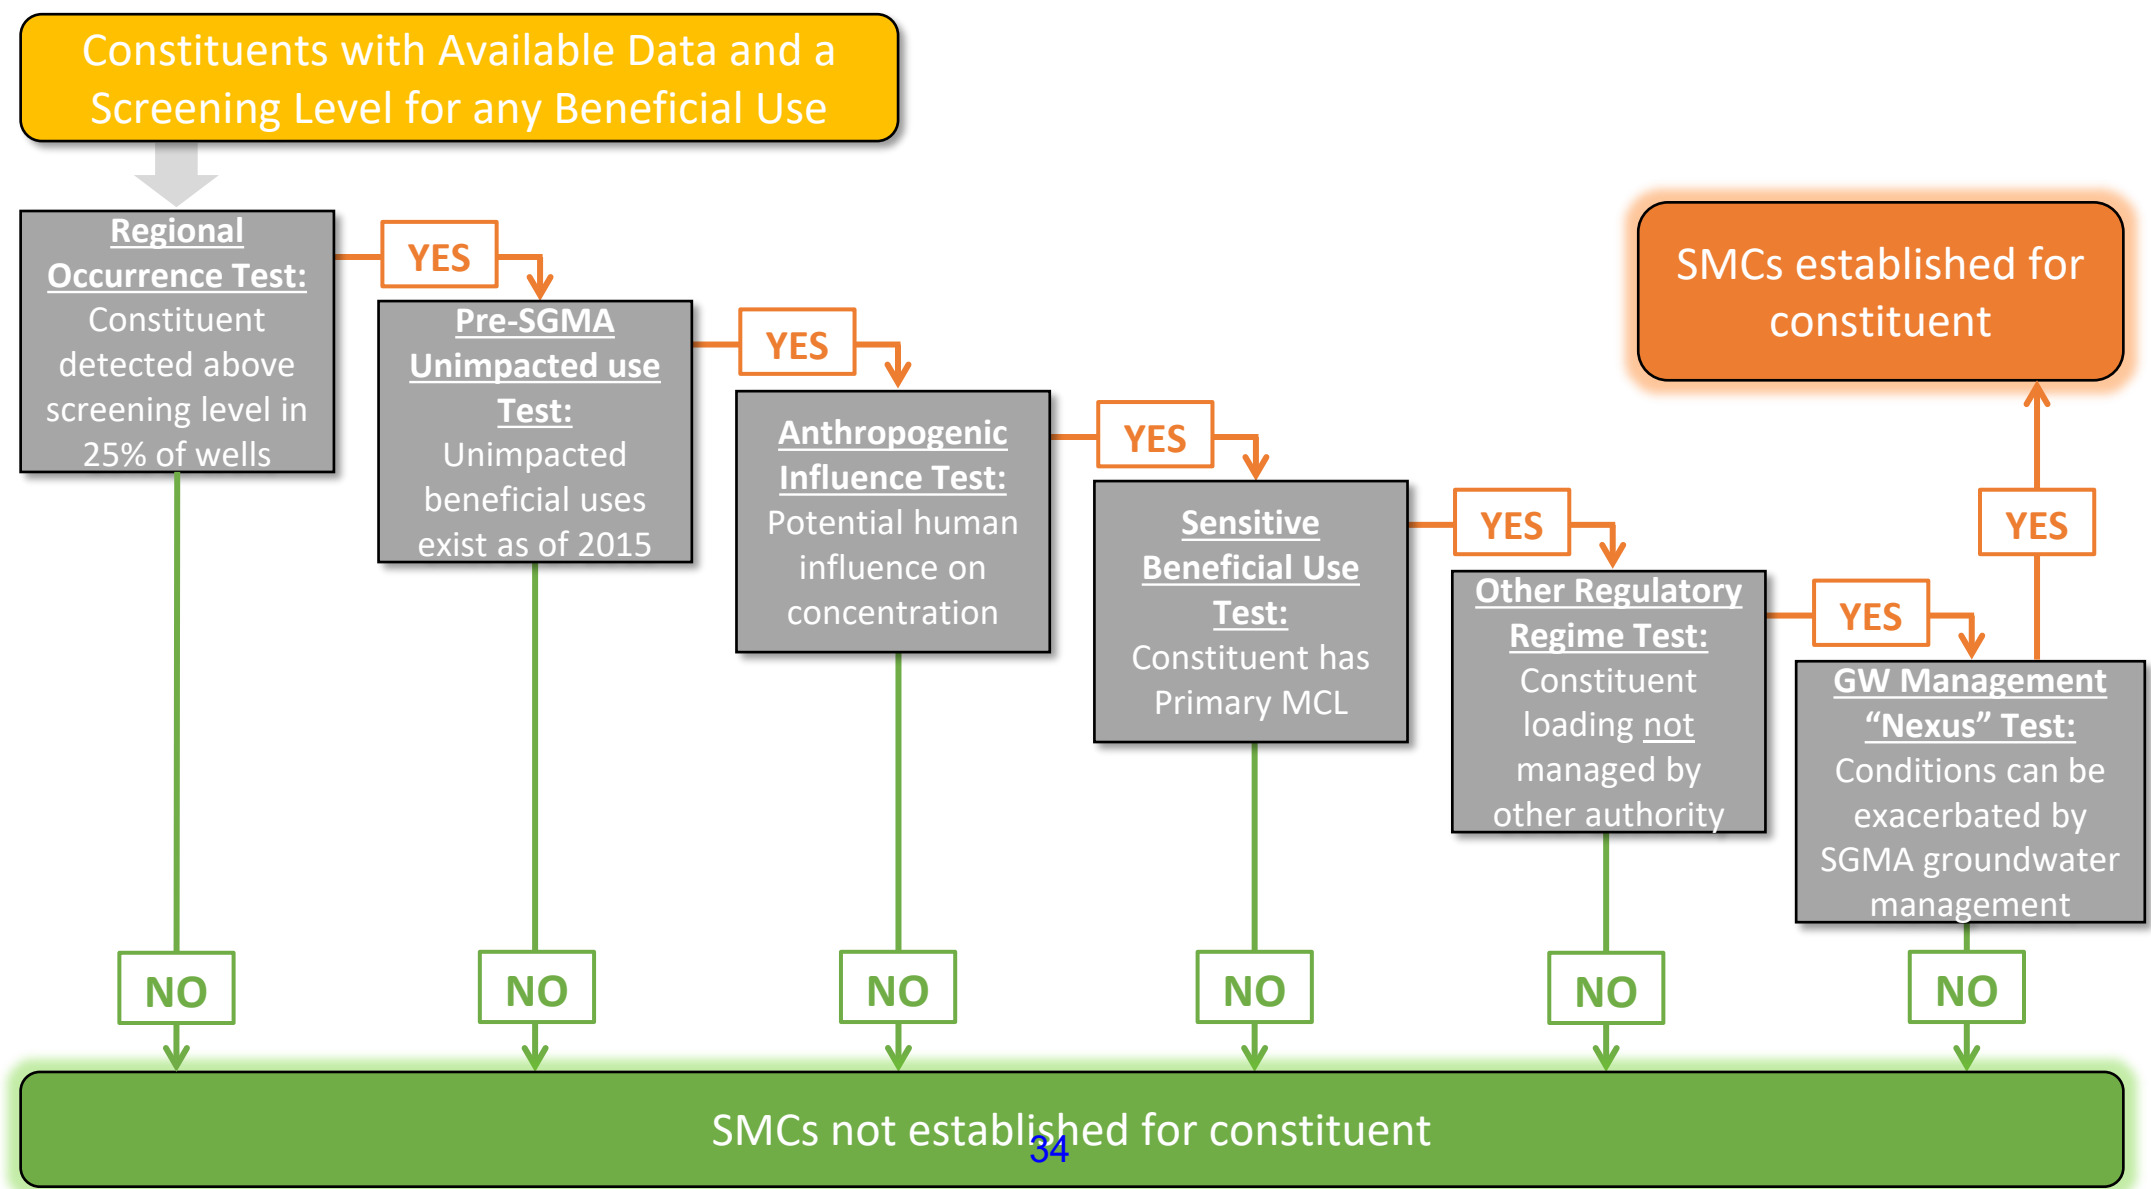 Constituents with Available Data and a
Screening Level for any Beneficial Use
Regional
Occurrence Test:
Constituent
detected above
screening level in
25% of wells
YES
Pre-SGMA
Unimpacted use
Test:
Unimpacted
beneficial uses
exist as of 2015
YES
Anthropogenic
Influence Test:
Potential human
influence on
concentration
YES
Sensitive
Beneficial Use
Test:
Constituent has
Primary MCL
YES
Other Regulatory
Regime Test:
Constituent
loading not
managed by
other authority
YES
GW Management
“Nexus” Test:
Conditions can be
exacerbated by
SGMA groundwater
management
YES
SMCs established for
constituent
NO
NO
NO
NO
NO
NO
SMCs not established for constituent
34